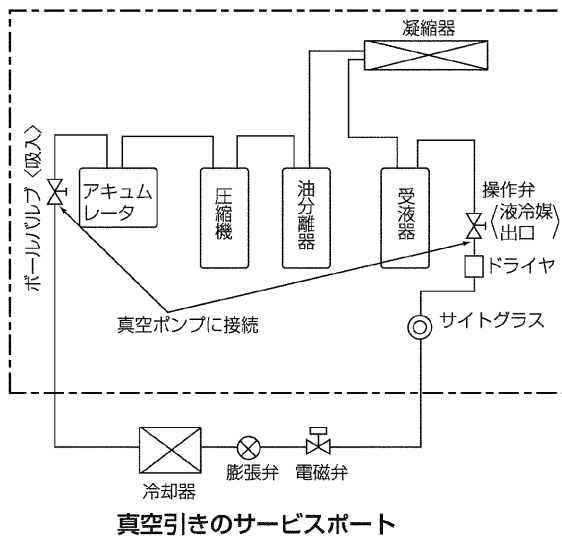 凝縮器
ボールバルブ〈吸入〉
アキュム
レータ
圧縮機
油分離器
受液器
操作弁
〈液冷媒
出口〉
ドライヤ
真空ポンプに接続
サイトグラス
冷却器
膨張弁
電磁弁
真空引きのサービスポート